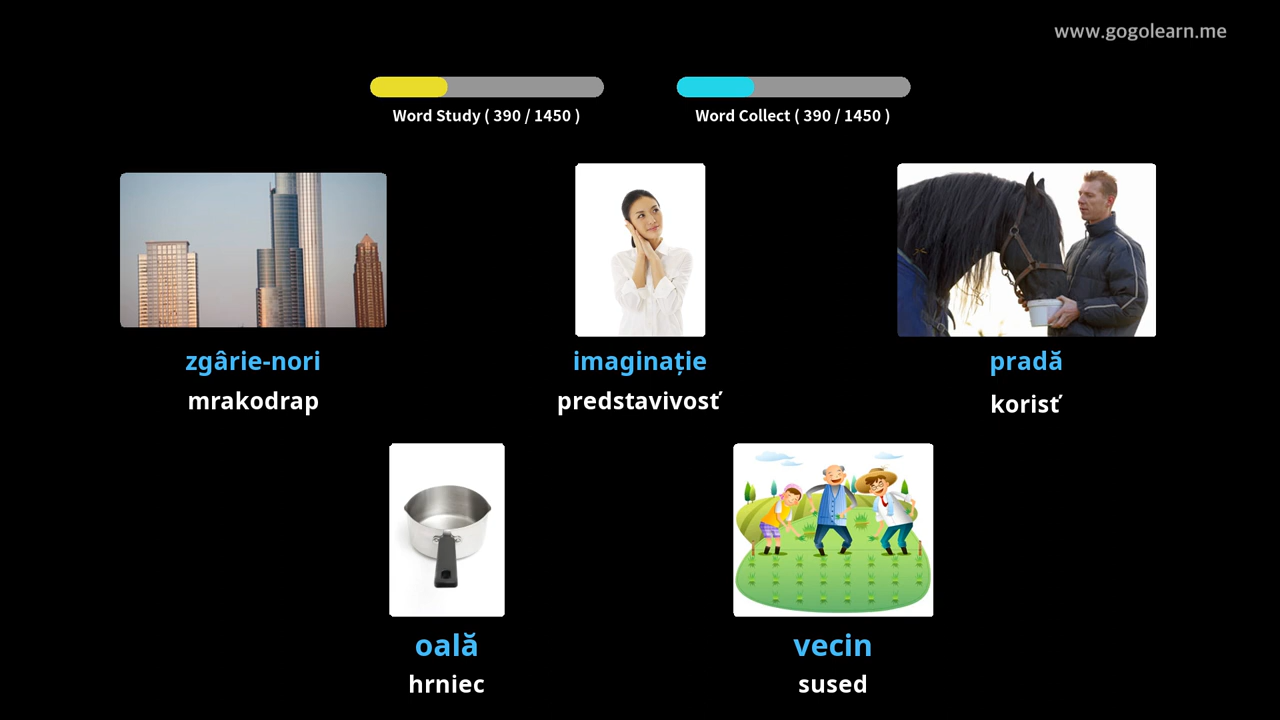 www.gogolearn.me
Word Study ( 390 / 1450 )
Word Collect ( 390 / 1450 )
zgârie-nori
mrakodrap
imaginație
predstavivosť
pradă
korisť
oală
hrniec
vecin
sused